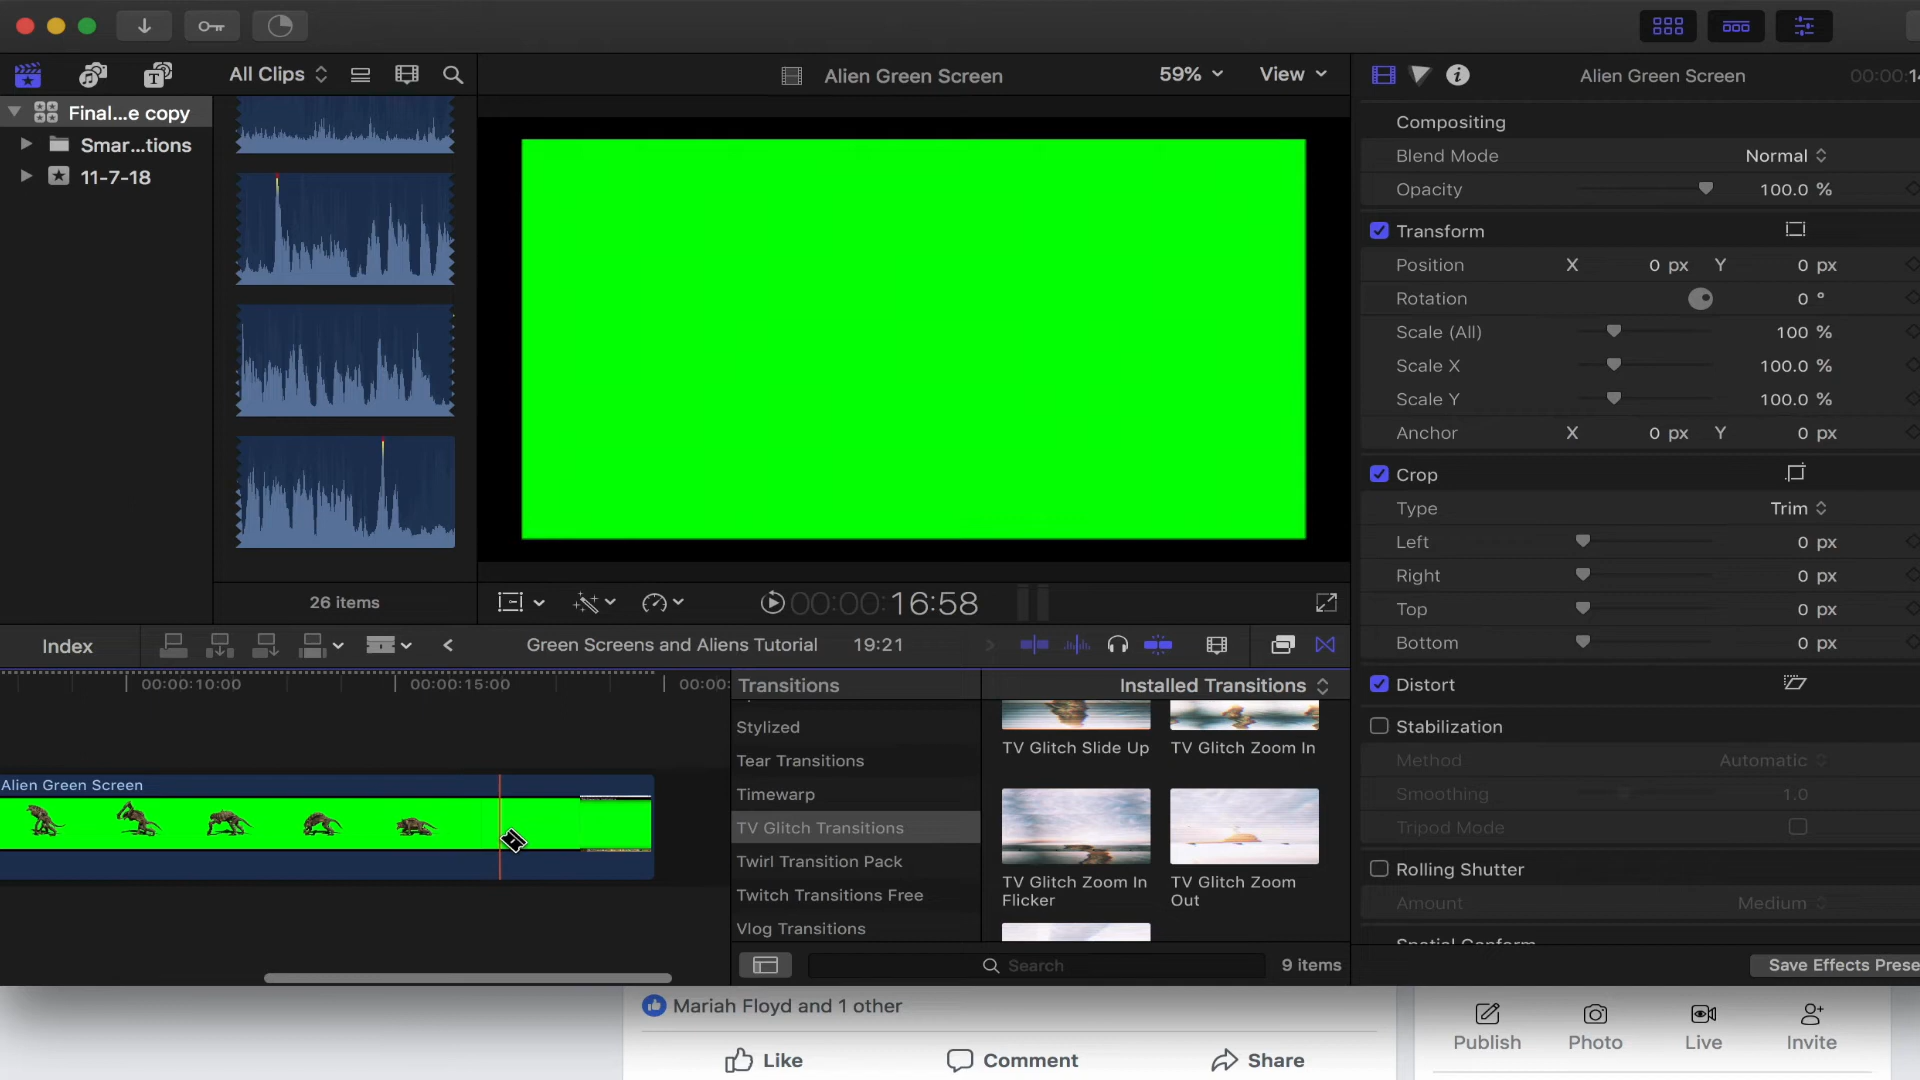 All Clips
Alien Green Screen
59%
View
Alien Green Screen
00:00:
Final...e copy
Smar...tions
11-7-18
26 items
00:00:16:58
Compositing
Blend Mode
Normal
Opacity
100.0 %
Transform
Position
X
0 px
Y
0 px
Rotation
0 °
Scale (All)
100 %
Scale X
100.0 %
Scale Y
100.0 %
Anchor
X
0 px
Y
0 px
Crop
Type
Trim
Left
0 px
Right
0 px
Top
0 px
Bottom
0 px
Distort
Stabilization
Method
Automatic
Smoothing
1.0
Tripod Mode
Rolling Shutter
Amount
Medium
Spatial Conform
Save Effects Prese
Index
Green Screens and Aliens Tutorial
19:21
00:00:10:00
00:00:15:00
00:00:
Alien Green Screen
Transitions
Installed Transitions
Stylized
Tear Transitions
Timewarp
TV Glitch Transitions
Twirl Transition Pack
Twitch Transitions Free
Vlog Transitions
TV Glitch Slide Up
TV Glitch Zoom In
TV Glitch Zoom In
Flicker
TV Glitch Zoom
Out
Search
9 items
Mariah Floyd and 1 other
Like
Comment
Share
Publish
Photo
Live
Invite